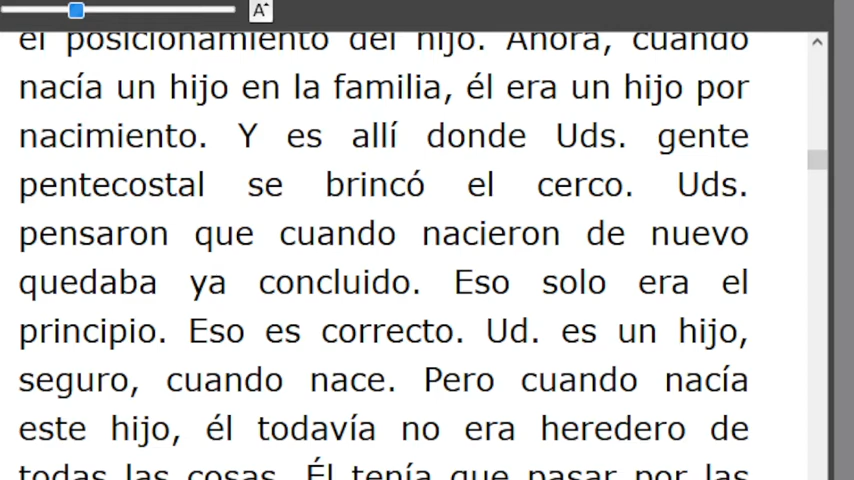 A
el posicionamiento del hijo. Ahora, cuando
nacía un hijo en la familia, él era un hijo por
nacimiento. Y es allí donde Uds. gente
pentecostal se brincó el cerco. Uds.
pensaron que cuando nacieron de nuevo
quedaba ya concluido. Eso solo era el
principio. Eso es correcto. Ud. es un hijo,
seguro, cuando nace. Pero cuando nacía
este hijo, él todavía no era heredero de
todas las cosas. Él tenía que pasar por las